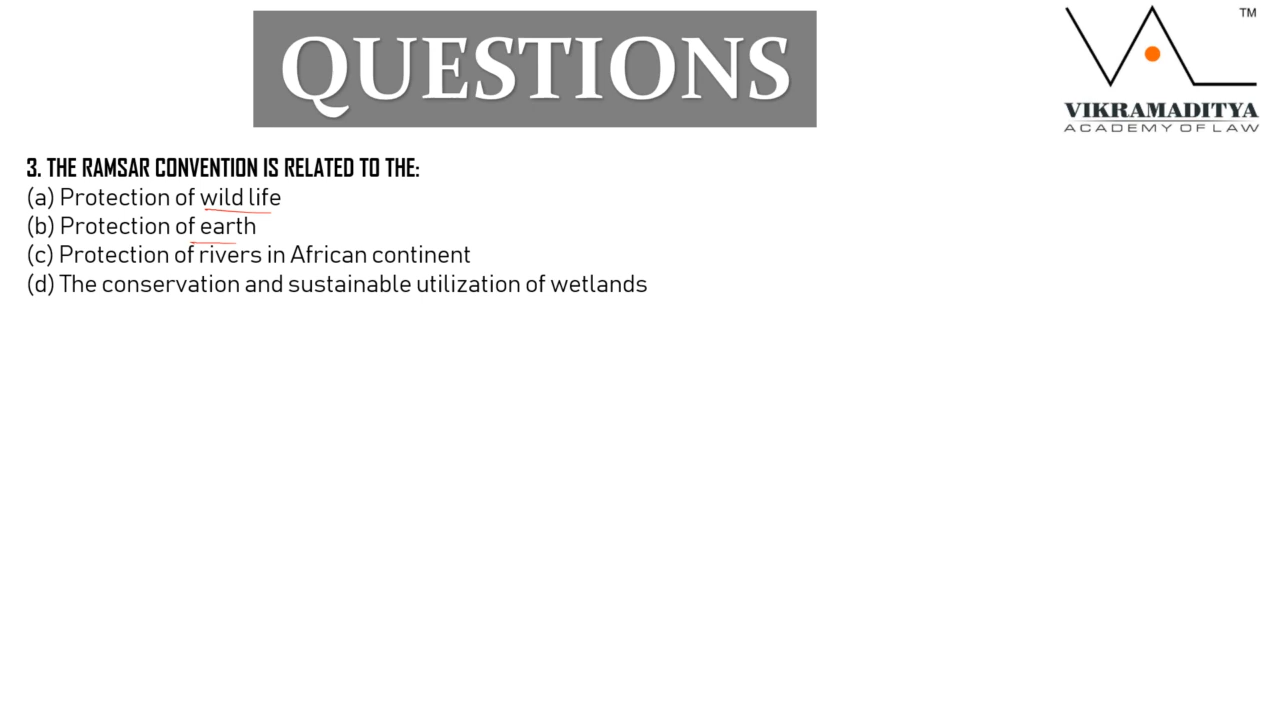 QUESTIONS
TM
VIKRAMADITYA
ACADEMY OF LAW
3. THE RAMSAR CONVENTION IS RELATED TO THE:
(a) Protection of wild life
(b) Protection of earth
(c) Protection of rivers in African continent
(d) The conservation and sustainable utilization of wetlands